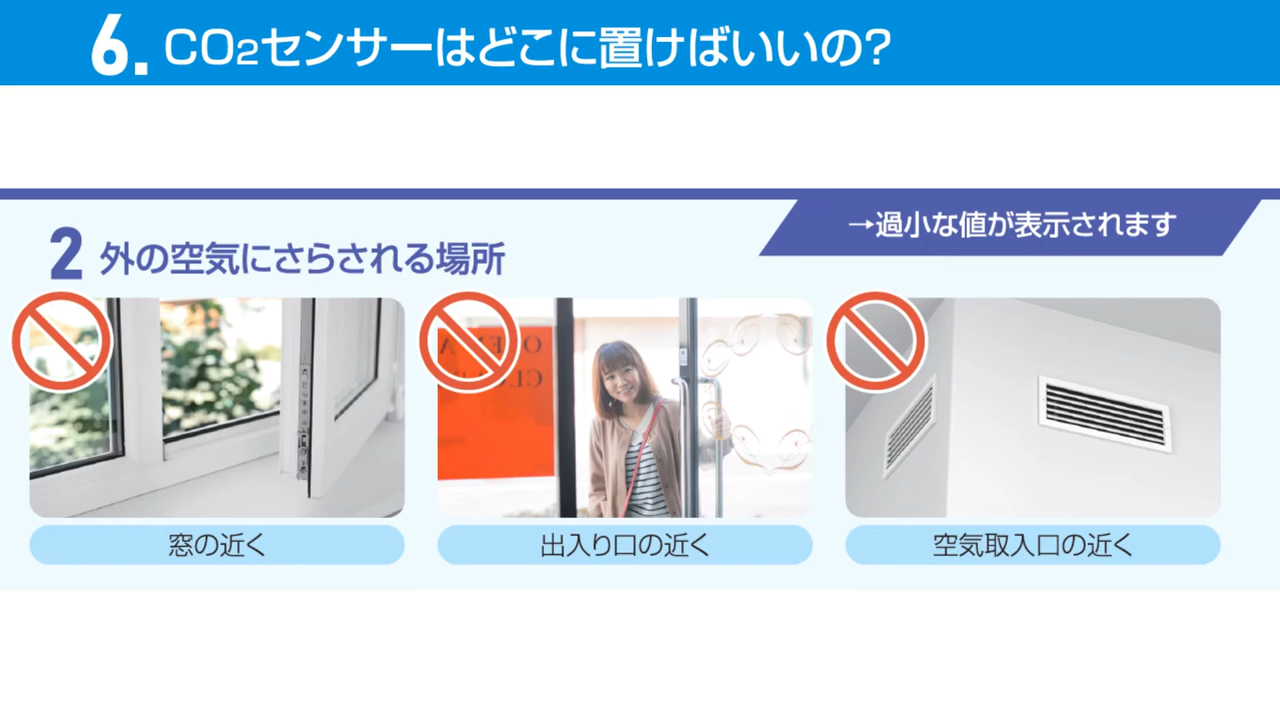 6. CO₂センサーはどこに置けばいいの?
→過小な値が表示されます
2 外の空気にさらされる場所
窓の近く
出入り口の近く
空気取入口の近く